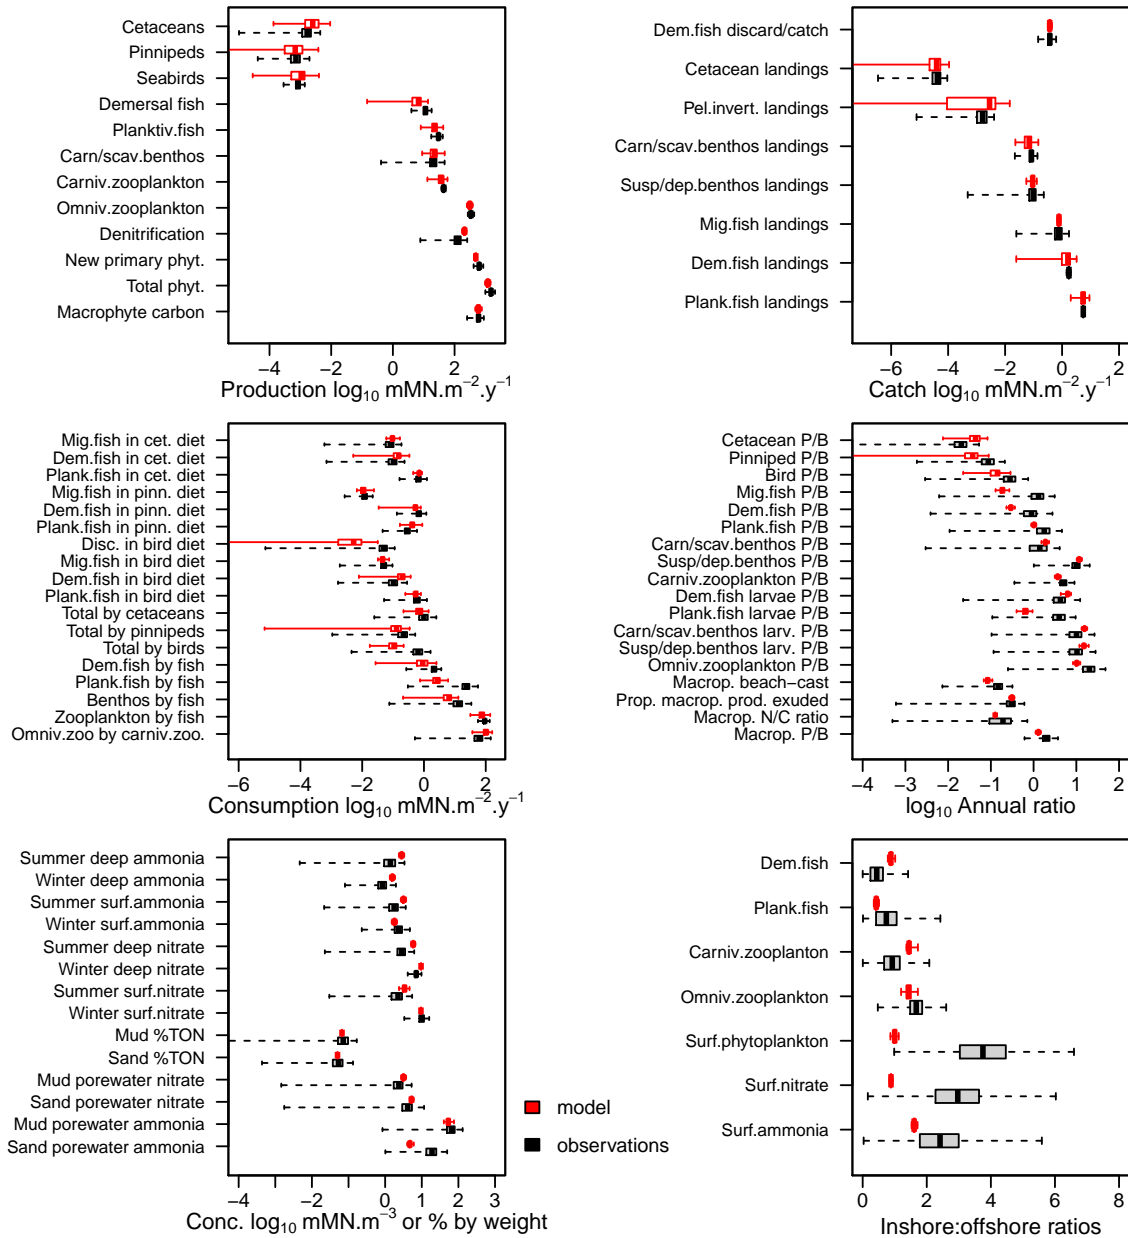 Cetaceans
Pinnipeds
Seabirds
Demersal fish
Planktiv.fish
Carn/scav.benthos
Carniv.zooplankton
Omniv.zooplankton
Denitrification
New primary phyt.
Total phyt.
Macrophyte carbon
−4 −2 0 2
Production log10 mMN.m−2.y−1
Dem.fish discard/catch
Cetacean landings
Pel.invert. landings
Carn/scav.benthos landings
Susp/dep.benthos landings
Mig.fish landings
Dem.fish landings
Plank.fish landings
−6 −4 −2 0 2
Catch log10 mMN.m−2.y−1
Mig.fish in cet. diet
Dem.fish in cet. diet
Plank.fish in cet. diet
Mig.fish in pinn. diet
Dem.fish in pinn. diet
Plank.fish in pinn. diet
Disc. in bird diet
Mig.fish in bird diet
Dem.fish in bird diet
Plank.fish in bird diet
Total by cetaceans
Total by pinnipeds
Total by birds
Dem.fish by fish
Plank.fish by fish
Benthos by fish
Zooplankton by fish
Omniv.zoo by carniv.zoo.
−6 −4 −2 0 2
Consumption log10 mMN.m−2.y−1
Cetacean P/B
Pinniped P/B
Bird P/B
Mig.fish P/B
Dem.fish P/B
Plank.fish P/B
Carn/scav.benthos P/B
Susp/dep.benthos P/B
Carniv.zooplankton P/B
Dem.fish larvae P/B
Plank.fish larvae P/B
Carn/scav.benthos larv. P/B
Susp/dep.benthos larv. P/B
Omniv.zooplankton P/B
Macrop. beach−cast
Prop. macrop. prod. exuded
Macrop. N/C ratio
Macrop. P/B
−4 −3 −2 −1 0 1 2
log10 Annual ratio
Summer deep ammonia
Winter deep ammonia
Summer surf.ammonia
Winter surf.ammonia
Summer deep nitrate
Winter deep nitrate
Summer surf.nitrate
Winter surf.nitrate
Mud %TON
Sand %TON
Mud porewater nitrate
Sand porewater nitrate
Mud porewater ammonia
Sand porewater ammonia
−4 −2 0 1 2 3
Conc. log10 mMN.m−3 or % by weight
model
observations
Dem.fish
Plank.fish
Carniv.zooplanton
Omniv.zooplankton
Surf.phytoplankton
Surf.nitrate
Surf.ammonia
0 2 4 6 8
Inshore:offshore ratios